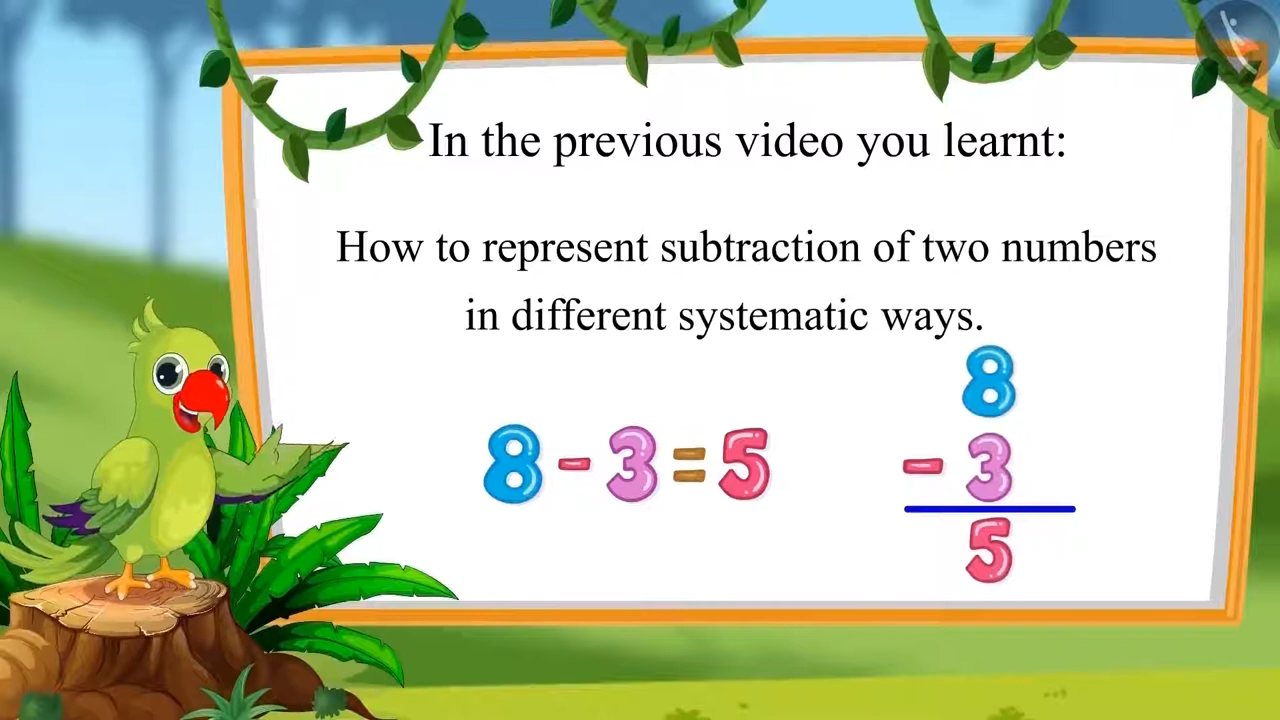 In the previous video you learnt:
How to represent subtraction of two numbers
in different systematic ways.
8 - 3 = 5
8
- 3
5